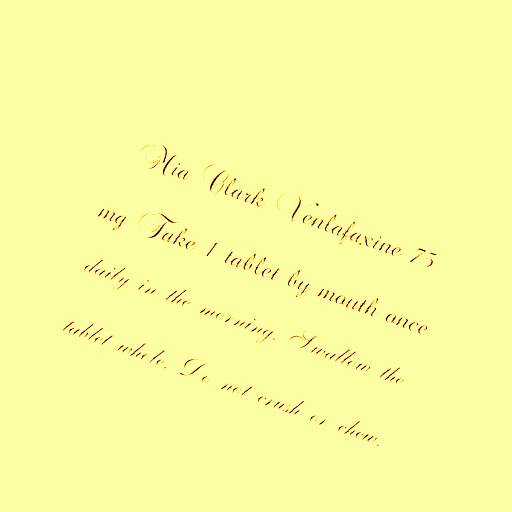 Mia Clark Venlafaxine 75
mg Take 1 tablet by mouth once
daily in the morning. Swallow the
tablet whole. Do not crush or chew.